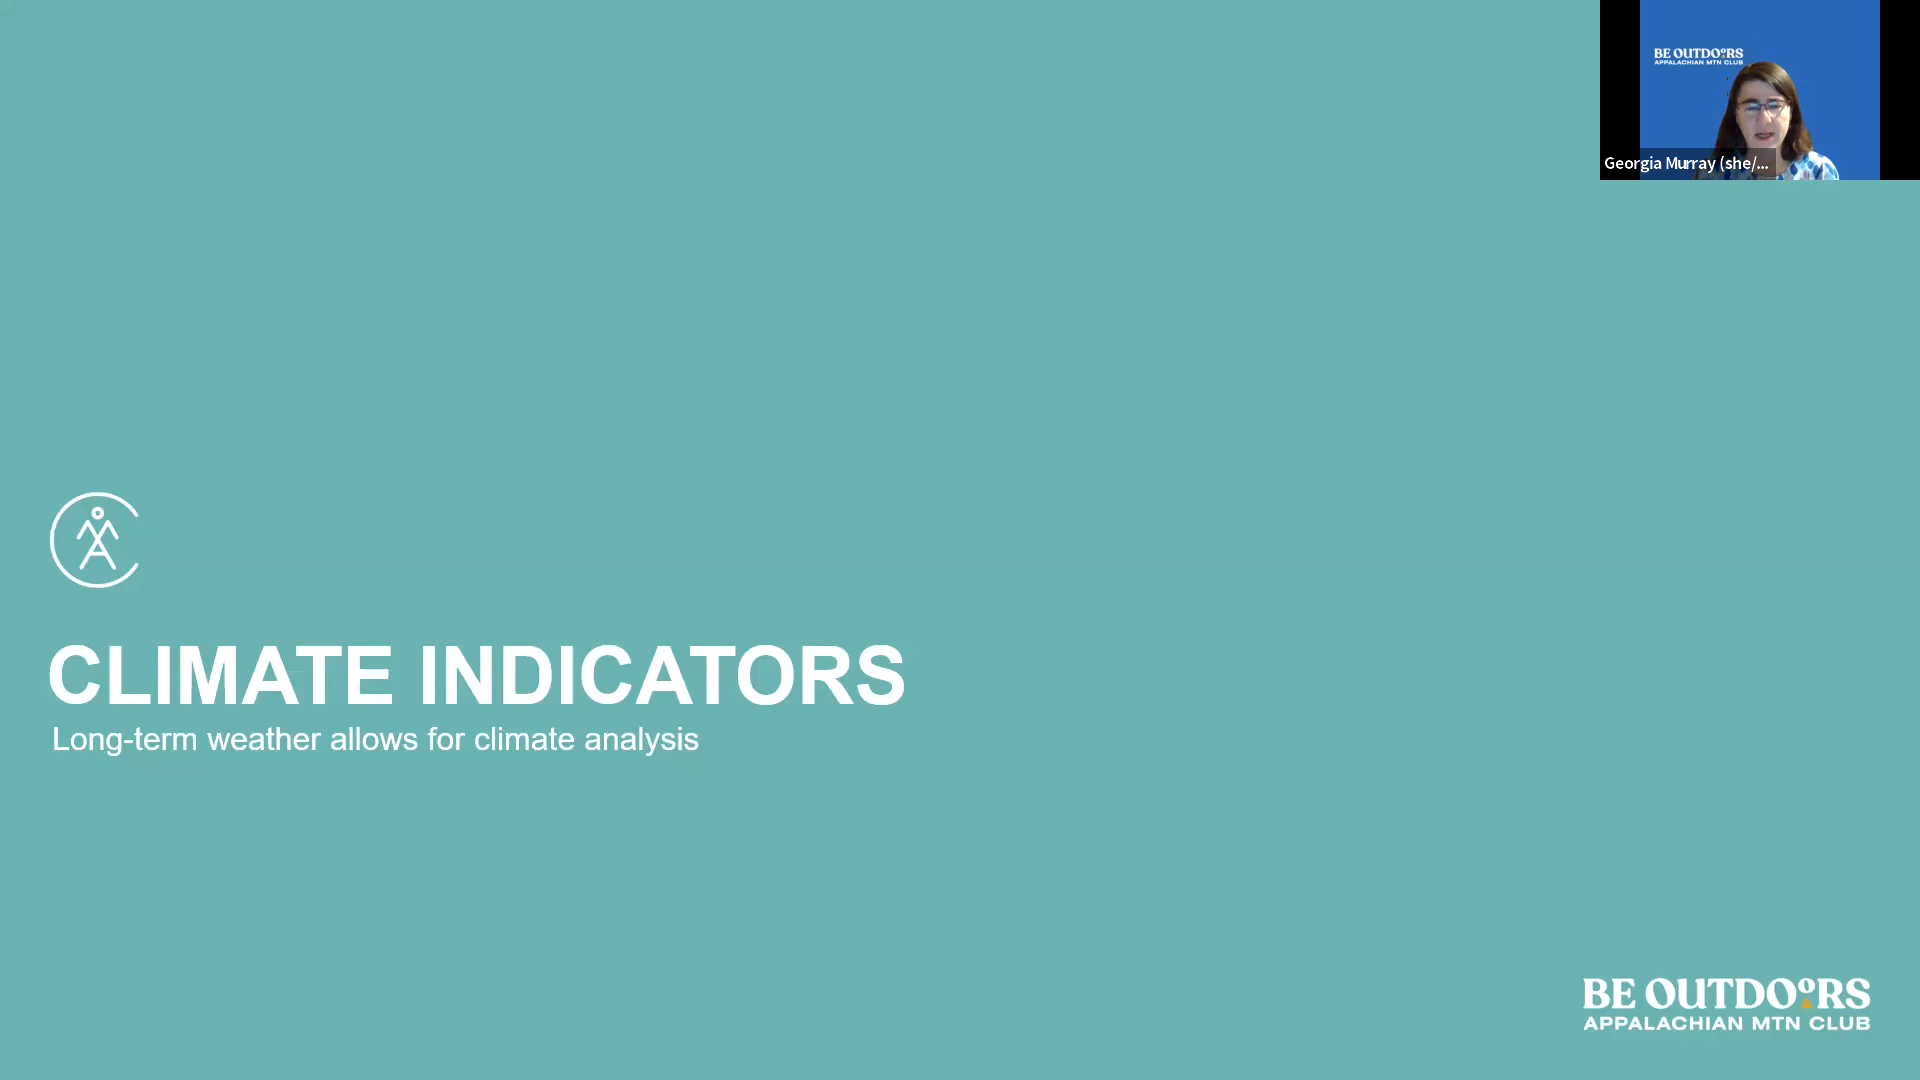 BE OUTDOORS
APPALACHIAN MTN CLUB
Georgia Murray (she/...
CLIMATE INDICATORS
Long-term weather allows for climate analysis
BE OUTDOORS
APPALACHIAN MTN CLUB